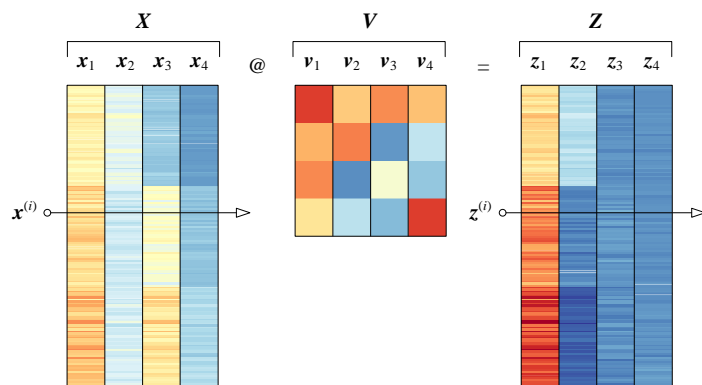 X V Z
x₁ x₂ x₃ x₄ @ v₁ v₂ v₃ v₄ = z₁ z₂ z₃ z₄
x⁽ⁱ⁾ z⁽ⁱ⁾